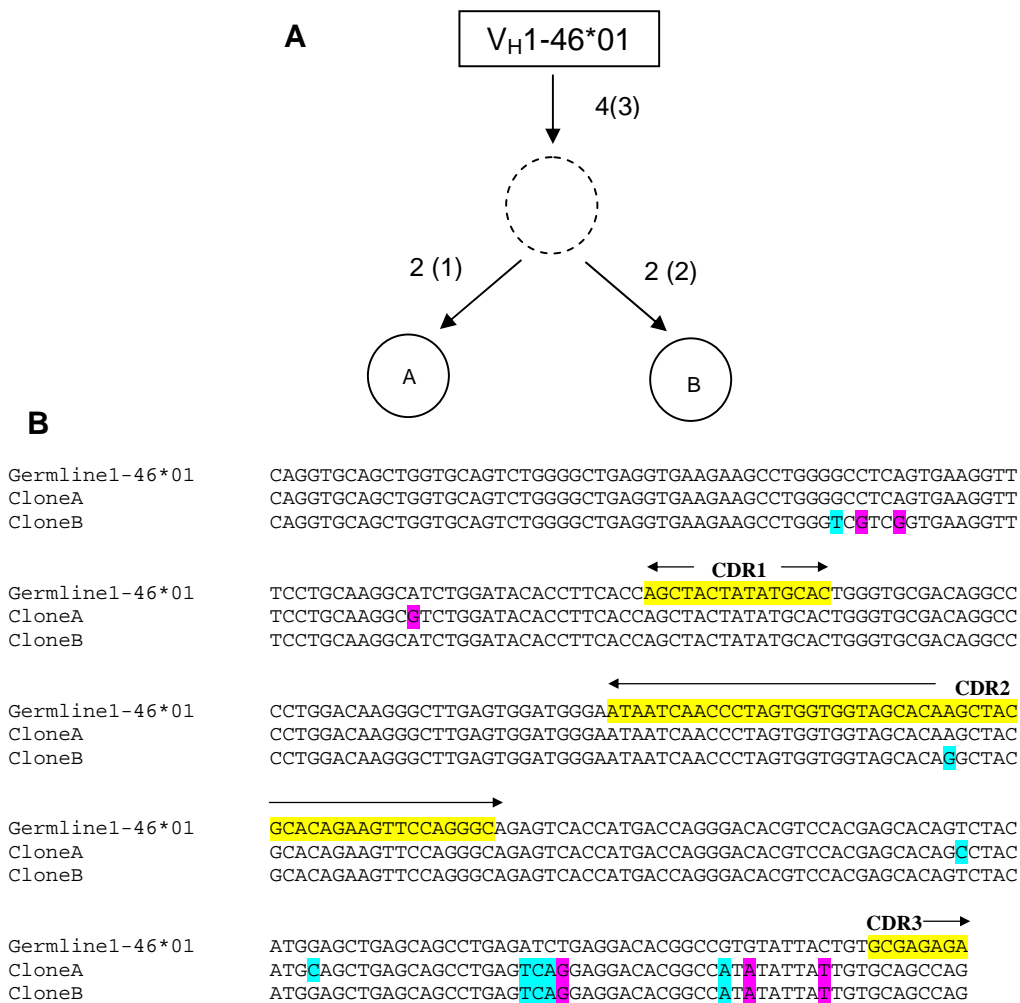 A
V_H1-46*01
4(3)
2 (1)
2 (2)
A
B
B
Germline1-46*01 CAGGTGCAGCTGGTGCAGTCTGGGGCTGAGGTGAAGAAGCCTGGGGCCTCAGTGAAGGTT
CloneA CAGGTGCAGCTGGTGCAGTCTGGGGCTGAGGTGAAGAAGCCTGGGGCCTCAGTGAAGGTT
CloneB CAGGTGCAGCTGGTGCAGTCTGGGGCTGAGGTGAAGAAGCCTGGGTCGTCGGTGAAGGTT
CDR1
Germline1-46*01 TCCTGCAAGGCATCTGGATACACCTTCACCAGCTACTATATGCACTGGGTGCGACAGGCC
CloneA TCCTGCAAGGCGTCTGGATACACCTTCACCAGCTACTATATGCACTGGGTGCGACAGGCC
CloneB TCCTGCAAGGCATCTGGATACACCTTCACCAGCTACTATATGCACTGGGTGCGACAGGCC
CDR2
Germline1-46*01 CCTGGACAAGGGCTTGAGTGGATGGGAATAATCAACCCTAGTGGTGGTAGCACAAGCTAC
CloneA CCTGGACAAGGGCTTGAGTGGATGGGAATAATCAACCCTAGTGGTGGTAGCACAAGCTAC
CloneB CCTGGACAAGGGCTTGAGTGGATGGGAATAATCAACCCTAGTGGTGGTAGCACAGGCTAC
Germline1-46*01 GCACAGAAGTTCCAGGGCAGAGTCACCATGACCAGGGACACGTCCACGAGCACAGTCTAC
CloneA GCACAGAAGTTCCAGGGCAGAGTCACCATGACCAGGGACACGTCCACGAGCACAGCCTAC
CloneB GCACAGAAGTTCCAGGGCAGAGTCACCATGACCAGGGACACGTCCACGAGCACAGTCTAC
CDR3
Germline1-46*01 ATGGAGCTGAGCAGCCTGAGATCTGAGGACACGGCCGTGTATTACTGTGCGAGAGA
CloneA ATGCAGCTGAGCAGCCTGAGTCAGGAGGACACGGCCATATATTATTGTGCAGCCAG
CloneB ATGGAGCTGAGCAGCCTGAGTCAGGAGGACACGGCCATATATTATTGTGCAGCCAG